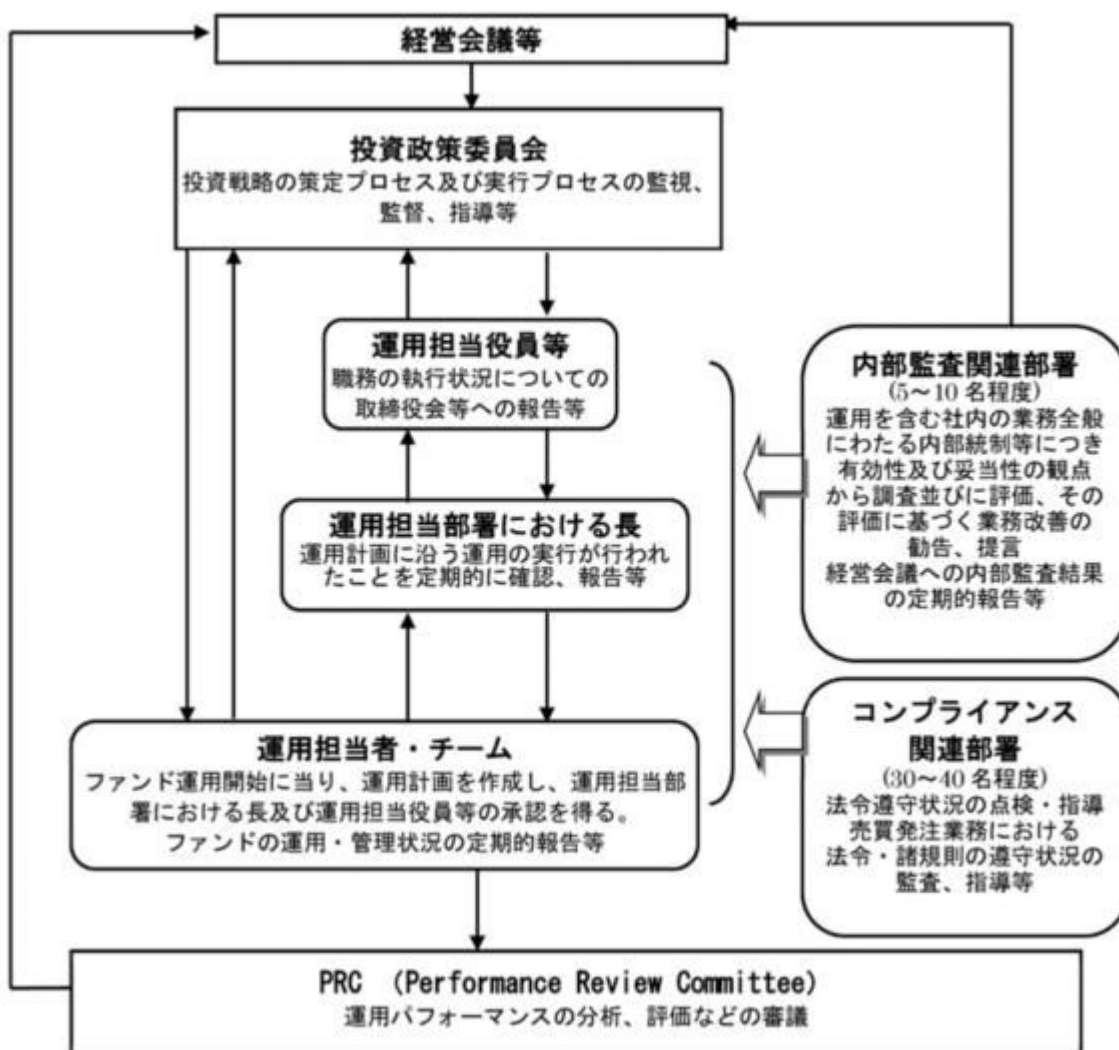 経営会議等
投資政策委員会
投資戦略の策定プロセス及び実行プロセスの監視、
監督、指導等
運用担当役員等
職務の執行状況についての
取締役会等への報告等
運用担当部署における長
運用計画に沿う運用の実行が行われ
たことを定期的に確認、報告等
運用担当者・チーム
ファンド運用開始に当り、運用計画を作成し、運用担当部
署における長及び運用担当役員等の承認を得る。
ファンドの運用・管理状況の定期的報告等
内部監査関連部署
(5～10 名程度)
運用を含む社内の業務全般
にわたる内部統制等につき
有効性及び妥当性の観点
から調査並びに評価、その
評価に基づく業務改善の
勧告、提言
経営会議への内部監査結果
の定期的報告等
コンプライアンス
関連部署
(30～40 名程度)
法令遵守状況の点検・指導
売買発注業務における
法令・諸規則の遵守状況の
監査、指導等
PRC （Performance Review Committee）
運用パフォーマンスの分析、評価などの審議